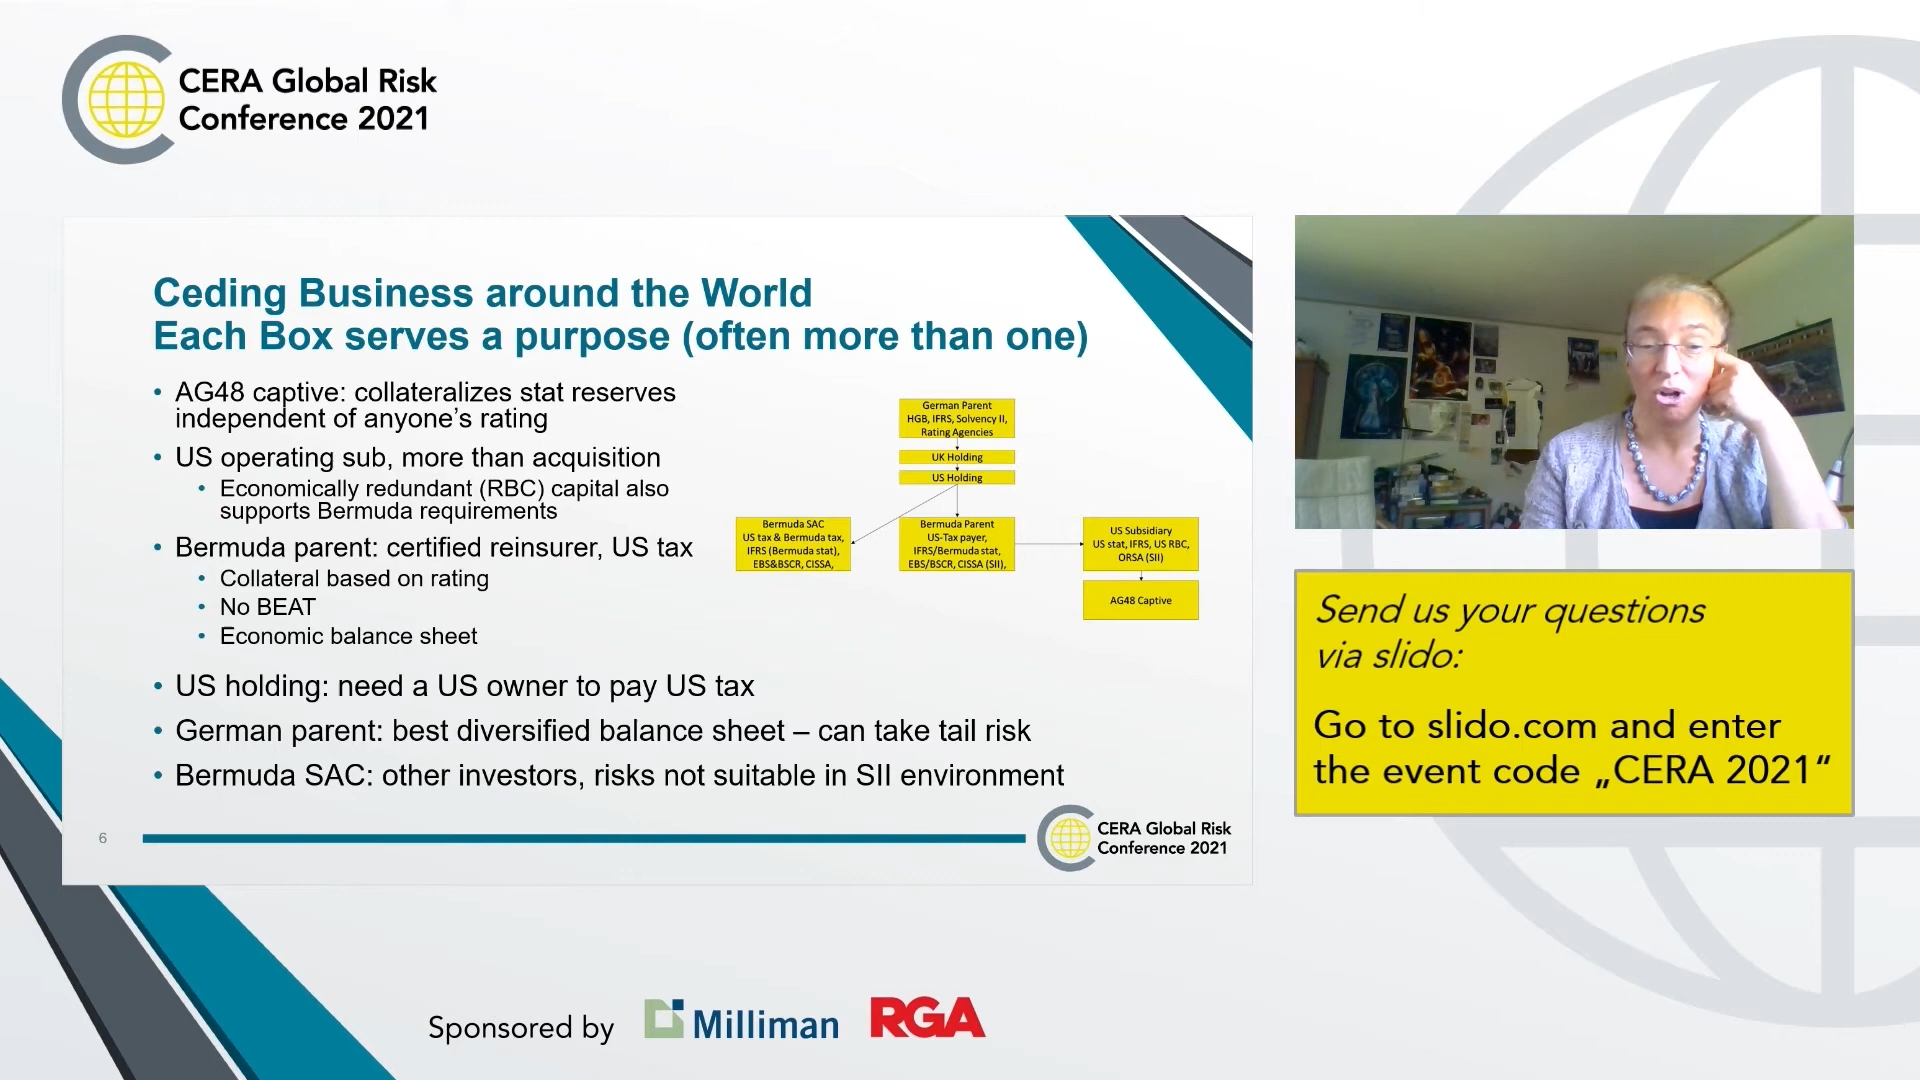 CERA Global Risk
Conference 2021
Ceding Business around the World
Each Box serves a purpose (often more than one)
• AG48 captive: collateralizes stat reserves
independent of anyone’s rating
• US operating sub, more than acquisition
• Economically redundant (RBC) capital also
supports Bermuda requirements
• Bermuda parent: certified reinsurer, US tax
• Collateral based on rating
• No BEAT
• Economic balance sheet
• US holding: need a US owner to pay US tax
• German parent: best diversified balance sheet – can take tail risk
• Bermuda SAC: other investors, risks not suitable in SII environment
German Parent
HGB, IFRS, Solvency II,
Rating Agencies
UK Holding
US Holding
Bermuda SAC
US tax & Bermuda tax,
IFRS (Bermuda stat),
EBS&BSCR, CISSA,
Bermuda Parent
US-Tax payer,
IFRS/Bermuda stat,
EBS/BSCR, CISSA (SII),
US Subsidiary
US stat, IFRS, US RBC,
ORSA (SII)
AG48 Captive
6
CERA Global Risk
Conference 2021
Send us your questions
via slido:
Go to slido.com and enter
the event code „CERA 2021“
Sponsored by
Milliman
RGA